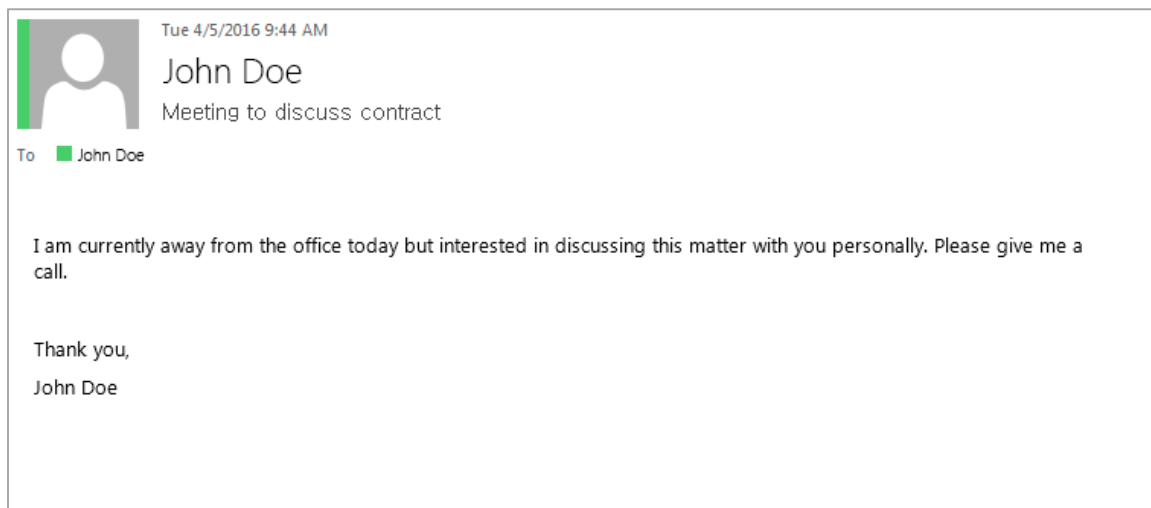 Tue 4/5/2016 9:44 AM
John Doe
Meeting to discuss contract
To John Doe
I am currently away from the office today but interested in discussing this matter with you personally. Please give me a
call.
Thank you,
John Doe